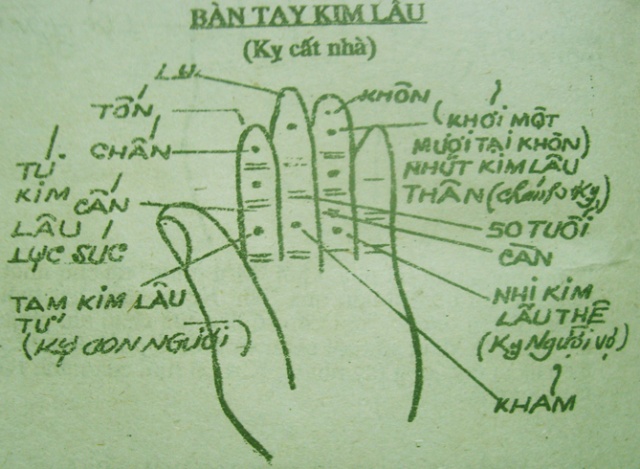 BÀN TAY KIM LÂU
(Kỵ cất nhà)
LY.
TỐN
CHẤN
TỨ
KIM
LÂU
LỤC SÚC
CẤN
TAM KIM LÂU
TỬ
(KỴ CON NGƯỜI)
KHÔN
(KHỞI MỘT
MƯỜI TẠI KHÔN)
NHỨT KIM LÂU
THÂN (chánh Kỵ)
50 TUỔI
CÀN
NHỊ KIM
LÂU THÊ
(Kỵ Người vợ)
KHẢM